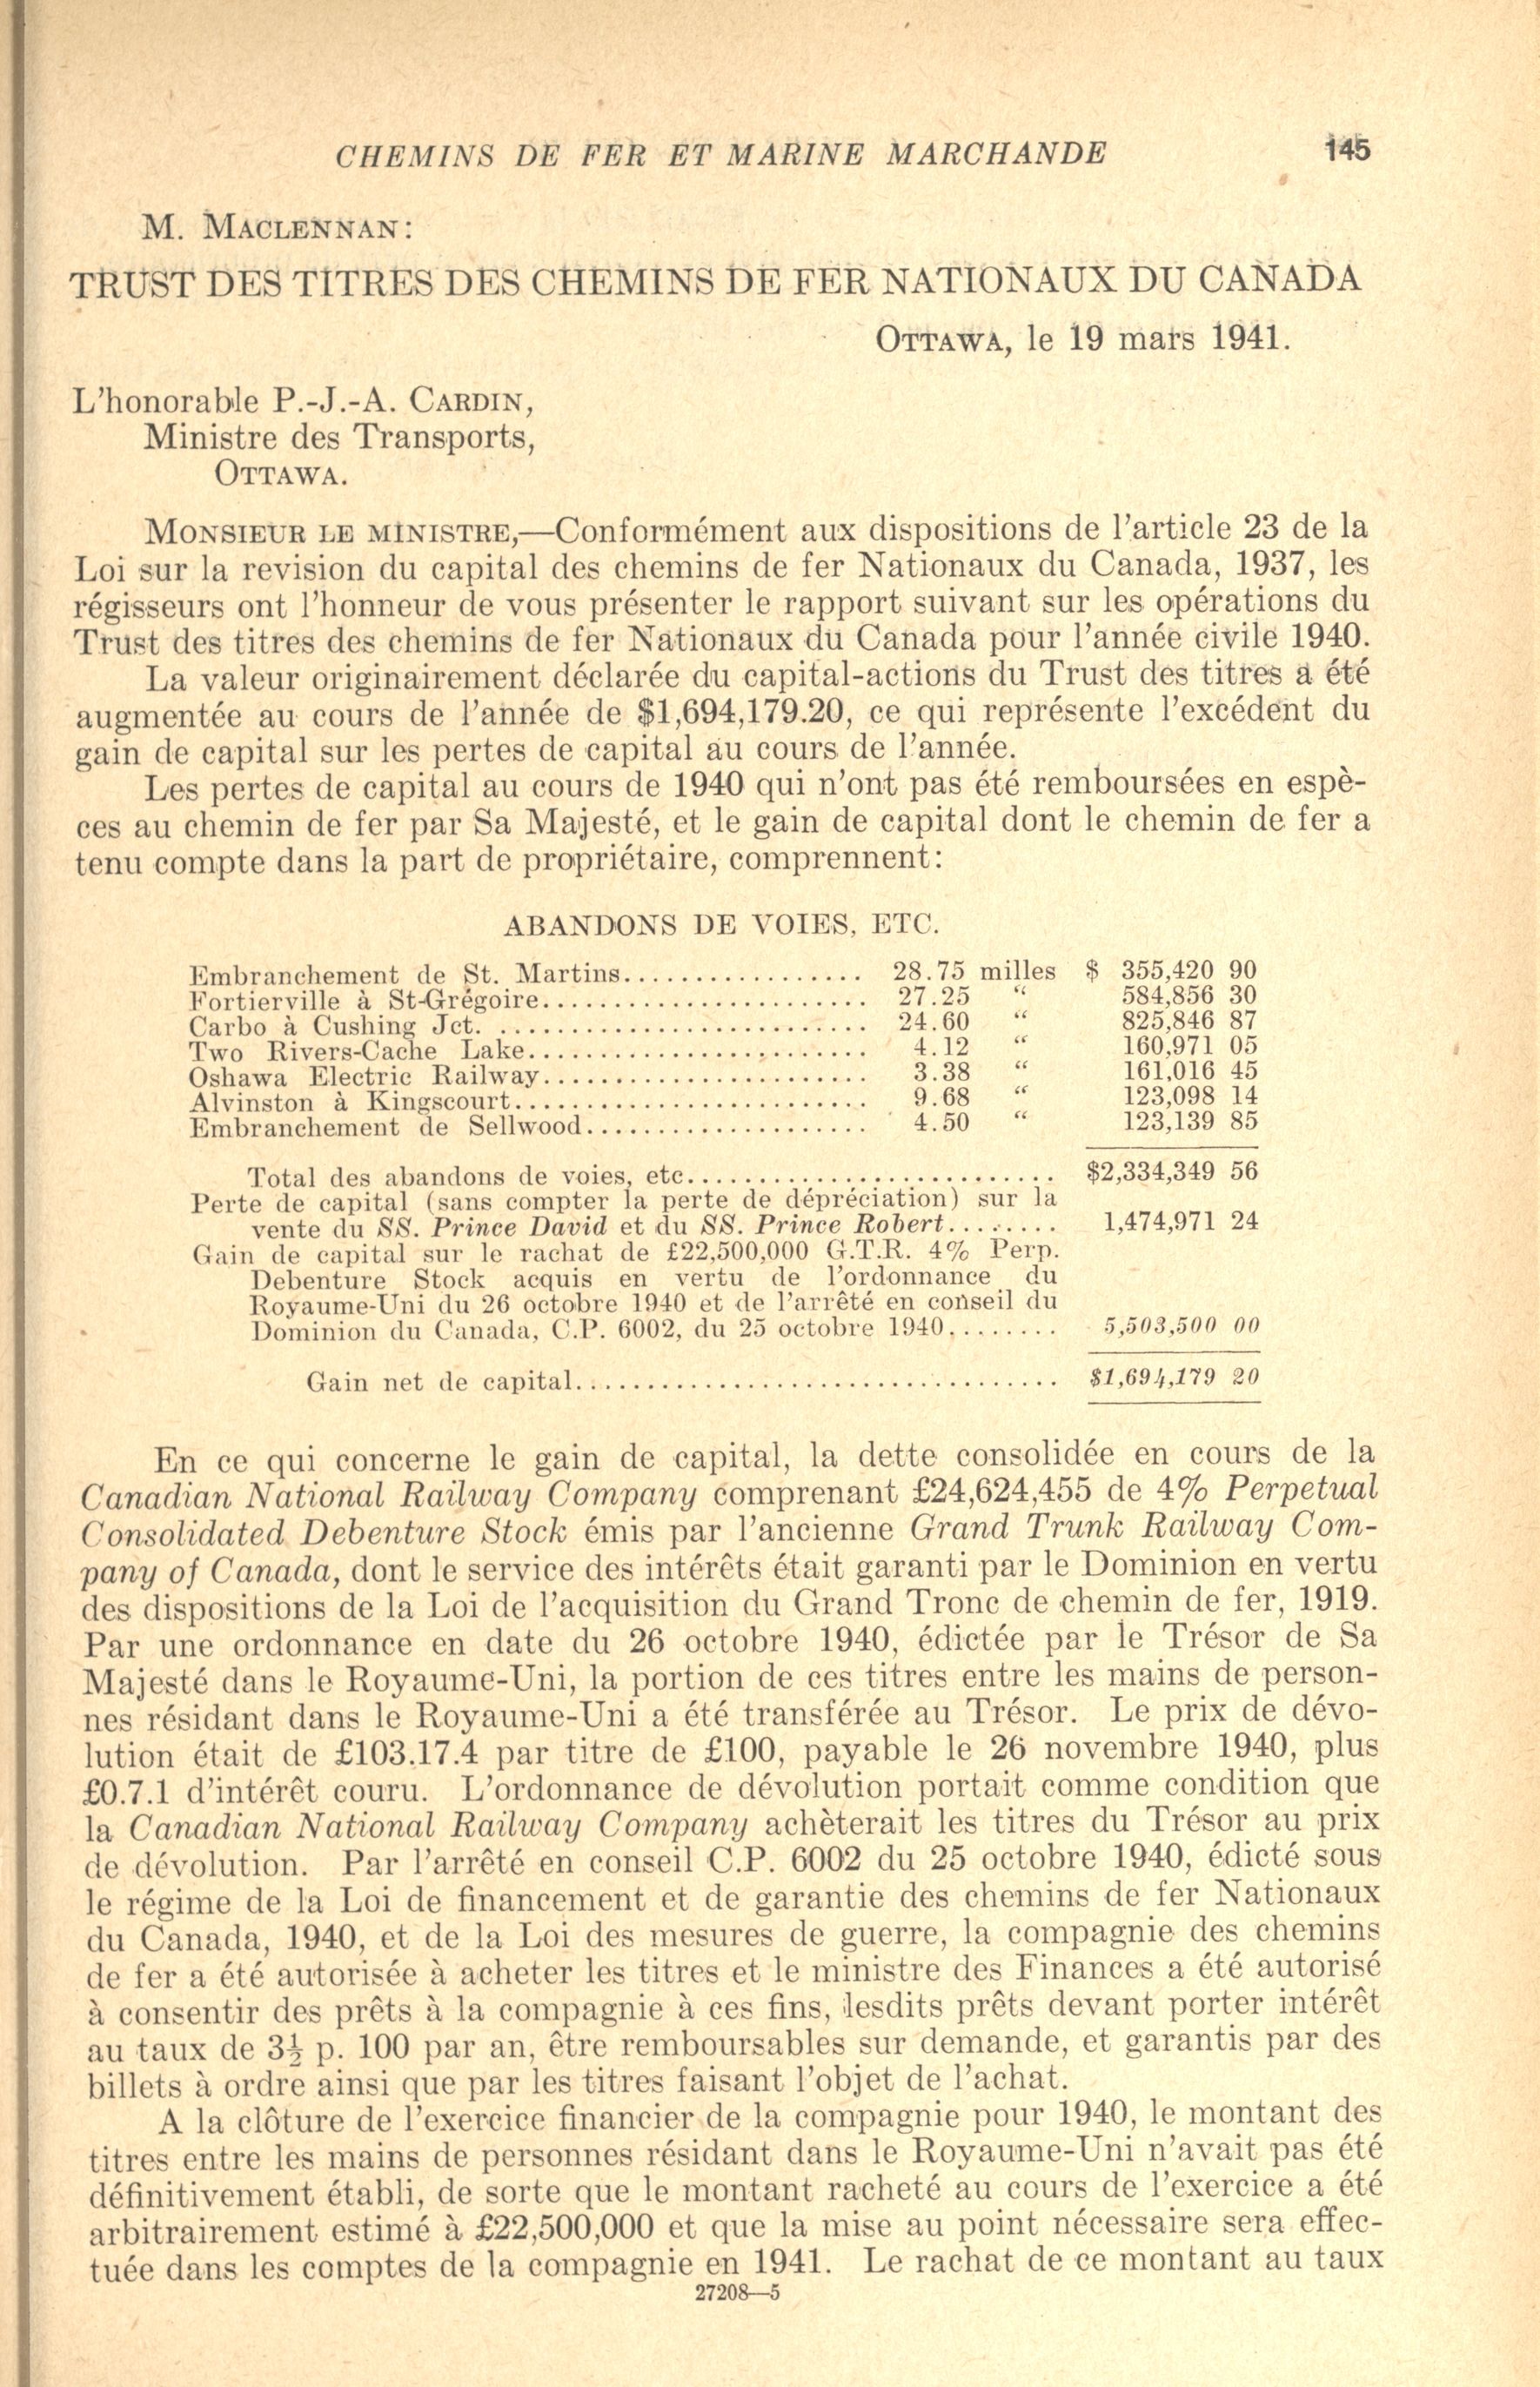 CHEMINS DE FER ET MARINE MARCHANDE 145
M. MACLENNAN:
TRUST DES TITRES DES CHEMINS DE FER NATIONAUX DU CANADA
OTTAWA, le 19 mars 1941.
L'honorable P.-J.-A. CARDIN,
Ministre des Transports,
OTTAWA.
MONSIEUR LE MINISTRE,—Conformément aux dispositions de l'article 23 de la
Loi sur la revision du capital des chemins de fer Nationaux du Canada, 1937, les
régisseurs ont l'honneur de vous présenter le rapport suivant sur les opérations du
Trust des titres des chemins de fer Nationaux du Canada pour l'année civile 1940.
La valeur originairement déclarée du capital-actions du Trust des titres a été
augmentée au cours de l'année de $1,694,179.20, ce qui représente l'excédent du
gain de capital sur les pertes de capital au cours de l'année.
Les pertes de capital au cours de 1940 qui n'ont pas été remboursées en espè-
ces au chemin de fer par Sa Majesté, et le gain de capital dont le chemin de fer a
tenu compte dans la part de propriétaire, comprennent:
ABANDONS DE VOIES, ETC.
Embranchement de St. Martins................. 28.75 milles $ 355,420 90
Fortierville à St-Grégoire....................... 27.25 " 584,856 30
Carbo à Cushing Jct. .......................... 24.60 " 825,846 87
Two Rivers-Cache Lake........................ 4.12 " 160,971 05
Oshawa Electric Railway....................... 3.38 " 161,016 45
Alvinston à Kingscourt......................... 9.68 " 123,098 14
Embranchement de Sellwood.................... 4.50 " 123,139 85
Total des abandons de voies, etc.......................... $2,334,349 56
Perte de capital (sans compter la perte de dépréciation) sur la
vente du SS. Prince David et du SS. Prince Robert........ 1,474,971 24
Gain de capital sur le rachat de £22,500,000 G.T.R. 4% Perp.
Debenture Stock acquis en vertu de l'ordonnance du
Royaume-Uni du 26 octobre 1940 et de l'arrêté en conseil du
Dominion du Canada, C.P. 6002, du 25 octobre 1940........ 5,503,500 00
Gain net de capital.................................. $1,694,179 20
En ce qui concerne le gain de capital, la dette consolidée en cours de la
Canadian National Railway Company comprenant £24,624,455 de 4% Perpetual
Consolidated Debenture Stock émis par l'ancienne Grand Trunk Railway Com-
pany of Canada, dont le service des intérêts était garanti par le Dominion en vertu
des dispositions de la Loi de l'acquisition du Grand Tronc de chemin de fer, 1919.
Par une ordonnance en date du 26 octobre 1940, édictée par le Trésor de Sa
Majesté dans le Royaume-Uni, la portion de ces titres entre les mains de person-
nes résidant dans le Royaume-Uni a été transférée au Trésor. Le prix de dévo-
lution était de £103.17.4 par titre de £100, payable le 26 novembre 1940, plus
£0.7.1 d'intérêt couru. L'ordonnance de dévolution portait comme condition que
la Canadian National Railway Company achèterait les titres du Trésor au prix
de dévolution. Par l'arrêté en conseil C.P. 6002 du 25 octobre 1940, édicté sous
le régime de la Loi de financement et de garantie des chemins de fer Nationaux
du Canada, 1940, et de la Loi des mesures de guerre, la compagnie des chemins
de fer a été autorisée à acheter les titres et le ministre des Finances a été autorisé
à consentir des prêts à la compagnie à ces fins, lesdits prêts devant porter intérêt
au taux de 3½ p. 100 par an, être remboursables sur demande, et garantis par des
billets à ordre ainsi que par les titres faisant l'objet de l'achat.
A la clôture de l'exercice financier de la compagnie pour 1940, le montant des
titres entre les mains de personnes résidant dans le Royaume-Uni n'avait pas été
définitivement établi, de sorte que le montant racheté au cours de l'exercice a été
arbitrairement estimé à £22,500,000 et que la mise au point nécessaire sera effec-
tuée dans les comptes de la compagnie en 1941. Le rachat de ce montant au taux
27208—5